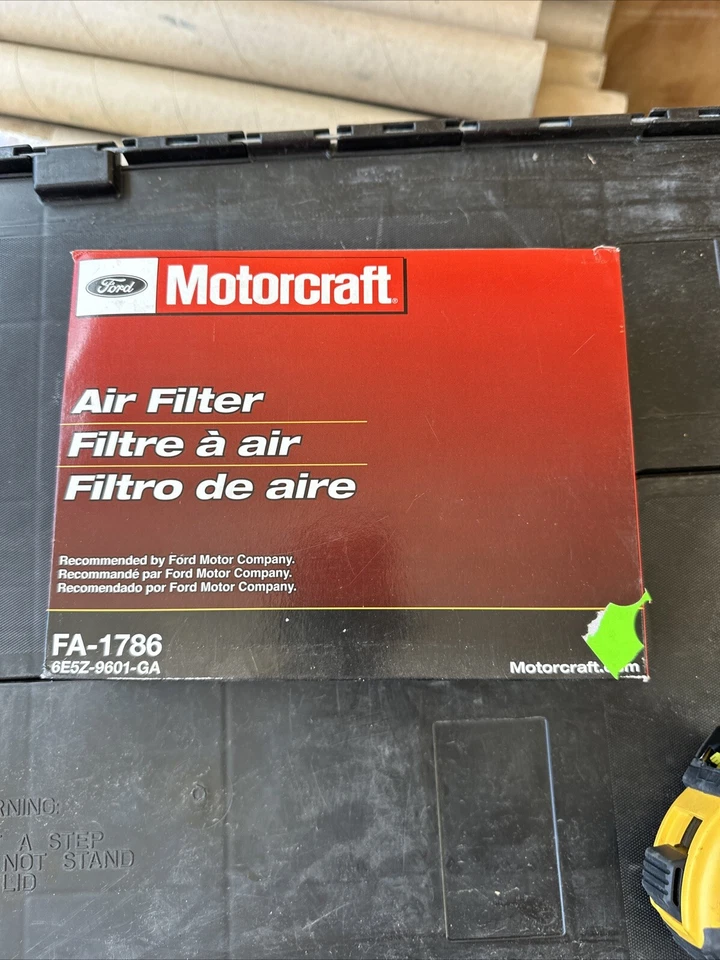 Ford
Motorcraft®
Air Filter
Filtre à air
Filtro de aire
Recommended by Ford Motor Company.
Recommandé par Ford Motor Company.
Recomendado por Ford Motor Company.
FA-1786
6E5Z-9601-GA
Motorcraft.
A STEP
NOT STAND
LID